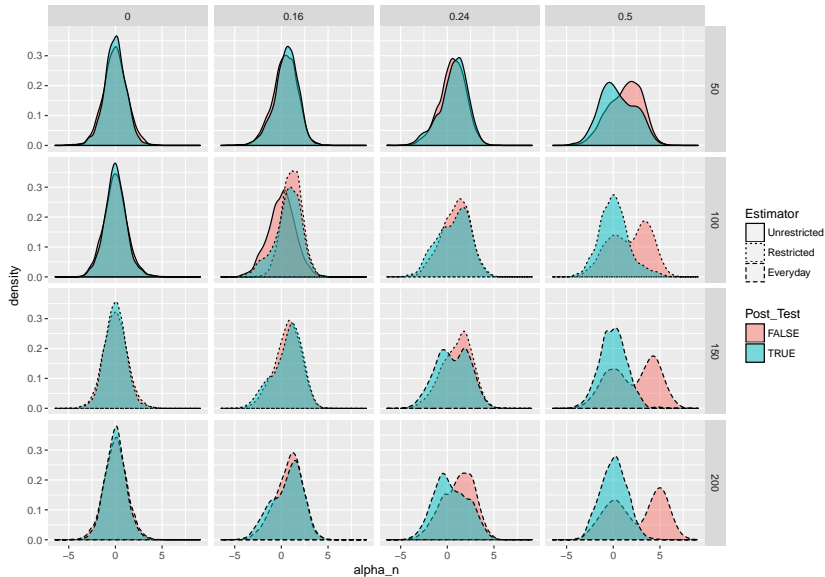 0 0.16 0.24 0.5
0.3
0.2
0.1
0.0
50
0.3
0.2
0.1
0.0
100
0.3
0.2
0.1
0.0
150
0.3
0.2
0.1
0.0
200
−5 0 5 −5 0 5 −5 0 5 −5 0 5
alpha_n
density
Estimator
Unrestricted
Restricted
Everyday
Post_Test
FALSE
TRUE